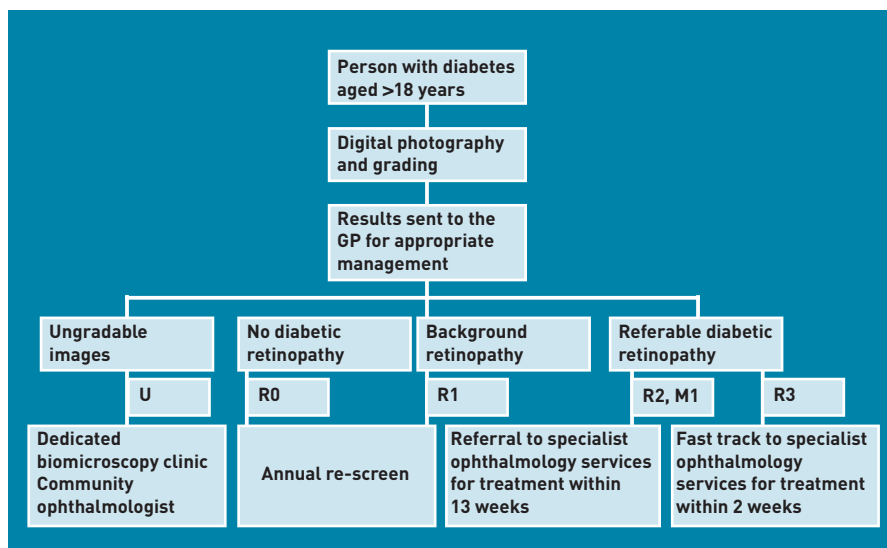 Person with diabetes
aged >18 years
Digital photography
and grading
Results sent to the
GP for appropriate
management
Ungradable
images
No diabetic
retinopathy
Background
retinopathy
Referable diabetic
retinopathy
U
R0
R1
R2, M1
R3
Dedicated
biomicroscopy clinic
Community
ophthalmologist
Annual re-screen
Referral to specialist
ophthalmology services
for treatment within
13 weeks
Fast track to specialist
ophthalmology
services for treatment
within 2 weeks